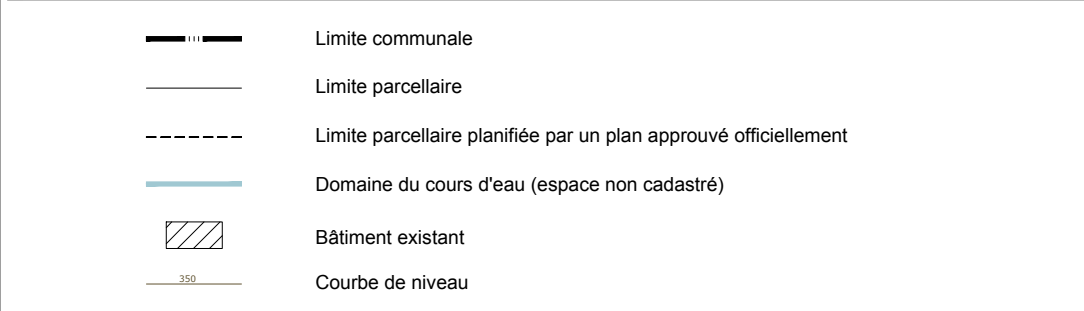 Limite communale
Limite parcellaire
Limite parcellaire planifiée par un plan approuvé officiellement
Domaine du cours d'eau (espace non cadastré)
Bâtiment existant
350
Courbe de niveau